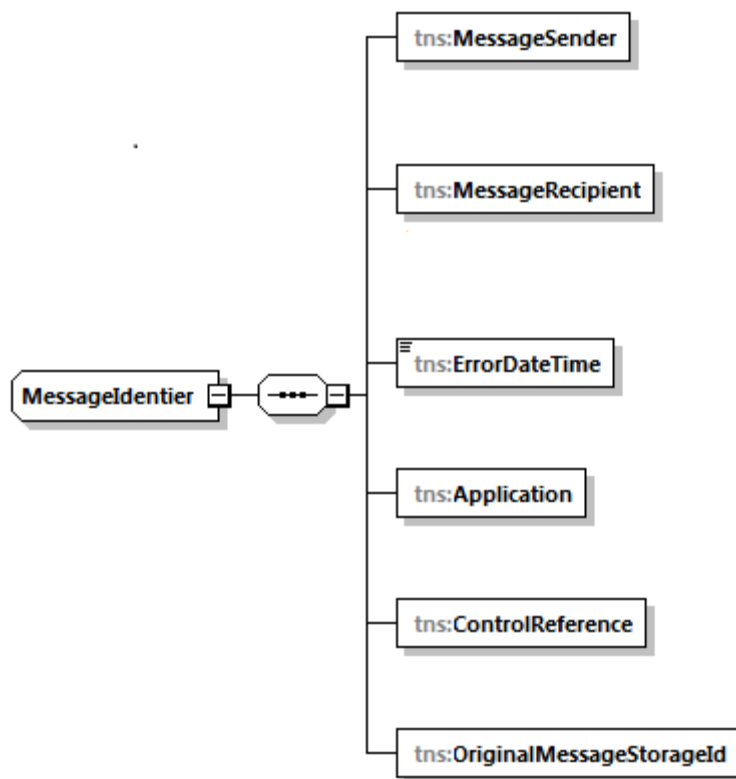 tns:MessageSender
tns:MessageRecipient
tns:ErrorDateTime
MessageIdentier
tns:Application
tns:ControlReference
tns:OriginalMessageStorageId